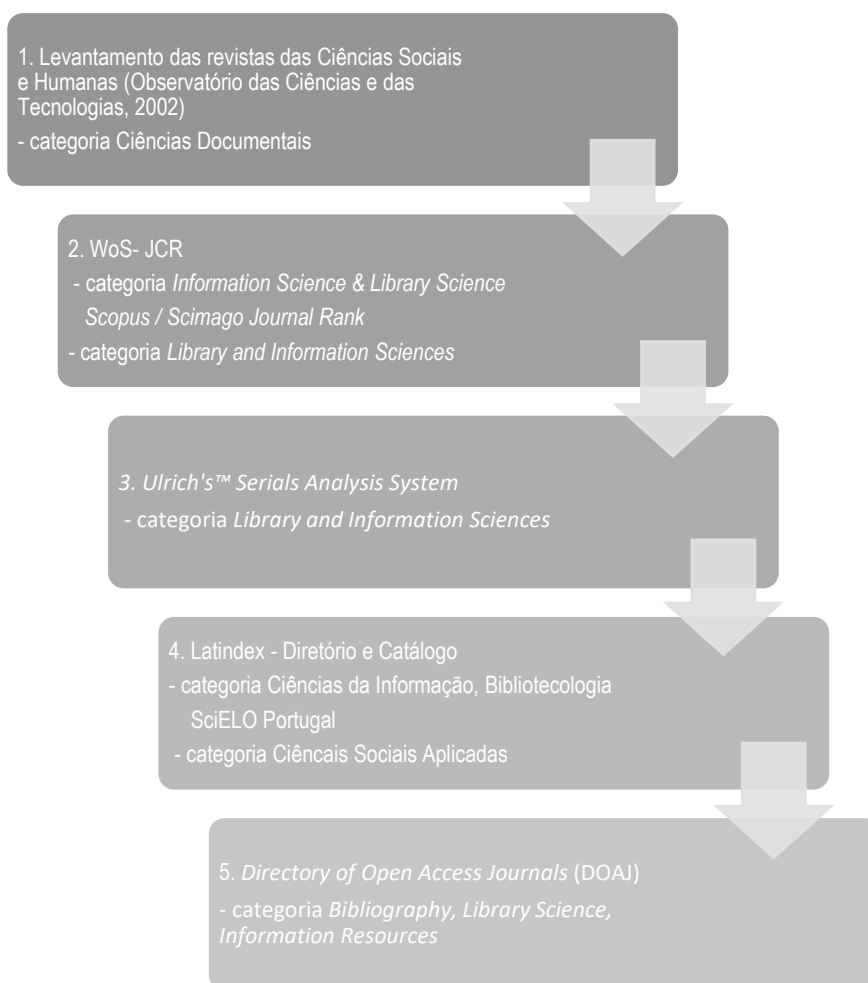 1. Levantamento das revistas das Ciências Sociais
e Humanas (Observatório das Ciências e das
Tecnologias, 2002)
- categoria Ciências Documentais
2. WoS- JCR
- categoria Information Science & Library Science
Scopus / Scimago Journal Rank
- categoria Library and Information Sciences
3. Ulrich's™ Serials Analysis System
- categoria Library and Information Sciences
4. Latindex - Diretório e Catálogo
- categoria Ciências da Informação, Bibliotecologia
SciELO Portugal
- categoria Ciêncais Sociais Aplicadas
5. Directory of Open Access Journals (DOAJ)
- categoria Bibliography, Library Science,
Information Resources